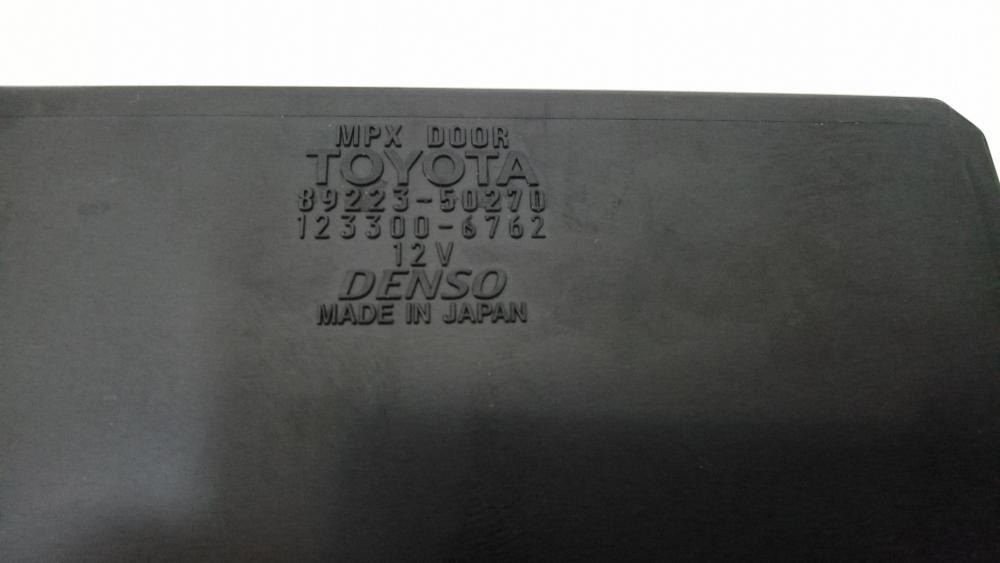 MPX DOOR
TOYOTA
89223-50270
123300-6762
12V
DENSO
MADE IN JAPAN